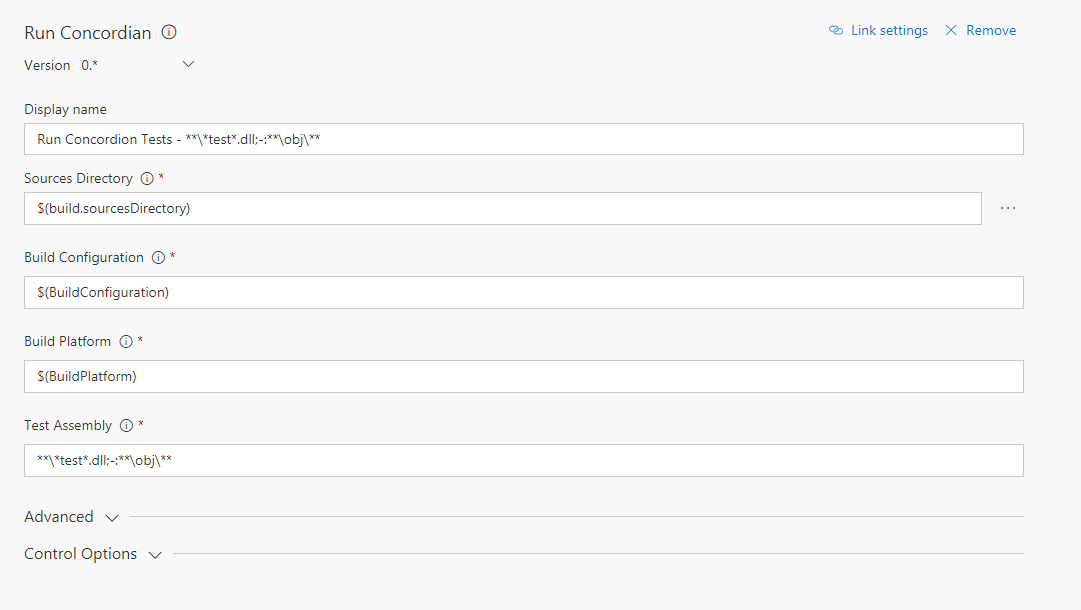 Run Concordian
Link settings
Remove
Version 0.*
Display name
Run Concordion Tests - **\*test*.dll;-:**\obj\**
Sources Directory *
$(build.sourcesDirectory)
...
Build Configuration *
$(BuildConfiguration)
Build Platform *
$(BuildPlatform)
Test Assembly *
**\*test*.dll;-:**\obj\**
Advanced
Control Options